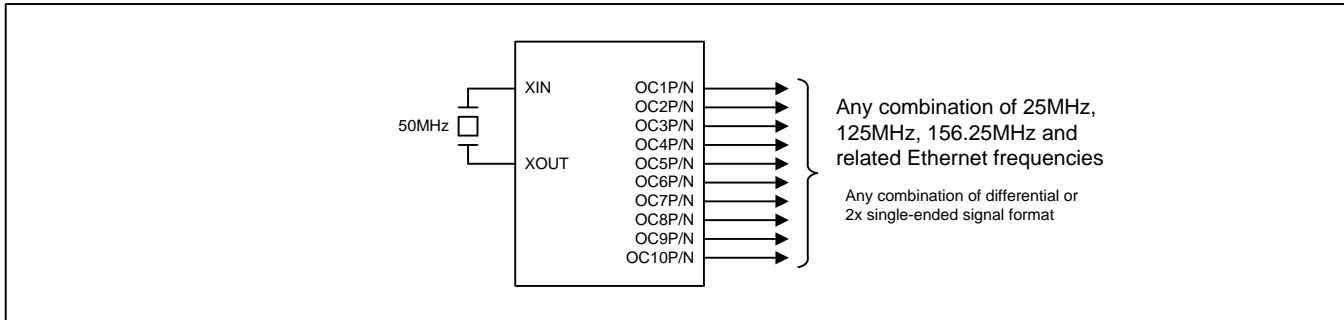 XIN
50MHz
XOUT
OC1P/N
OC2P/N
OC3P/N
OC4P/N
OC5P/N
OC6P/N
OC7P/N
OC8P/N
OC9P/N
OC10P/N
Any combination of 25MHz,
125MHz, 156.25MHz and
related Ethernet frequencies
Any combination of differential or
2x single-ended signal format